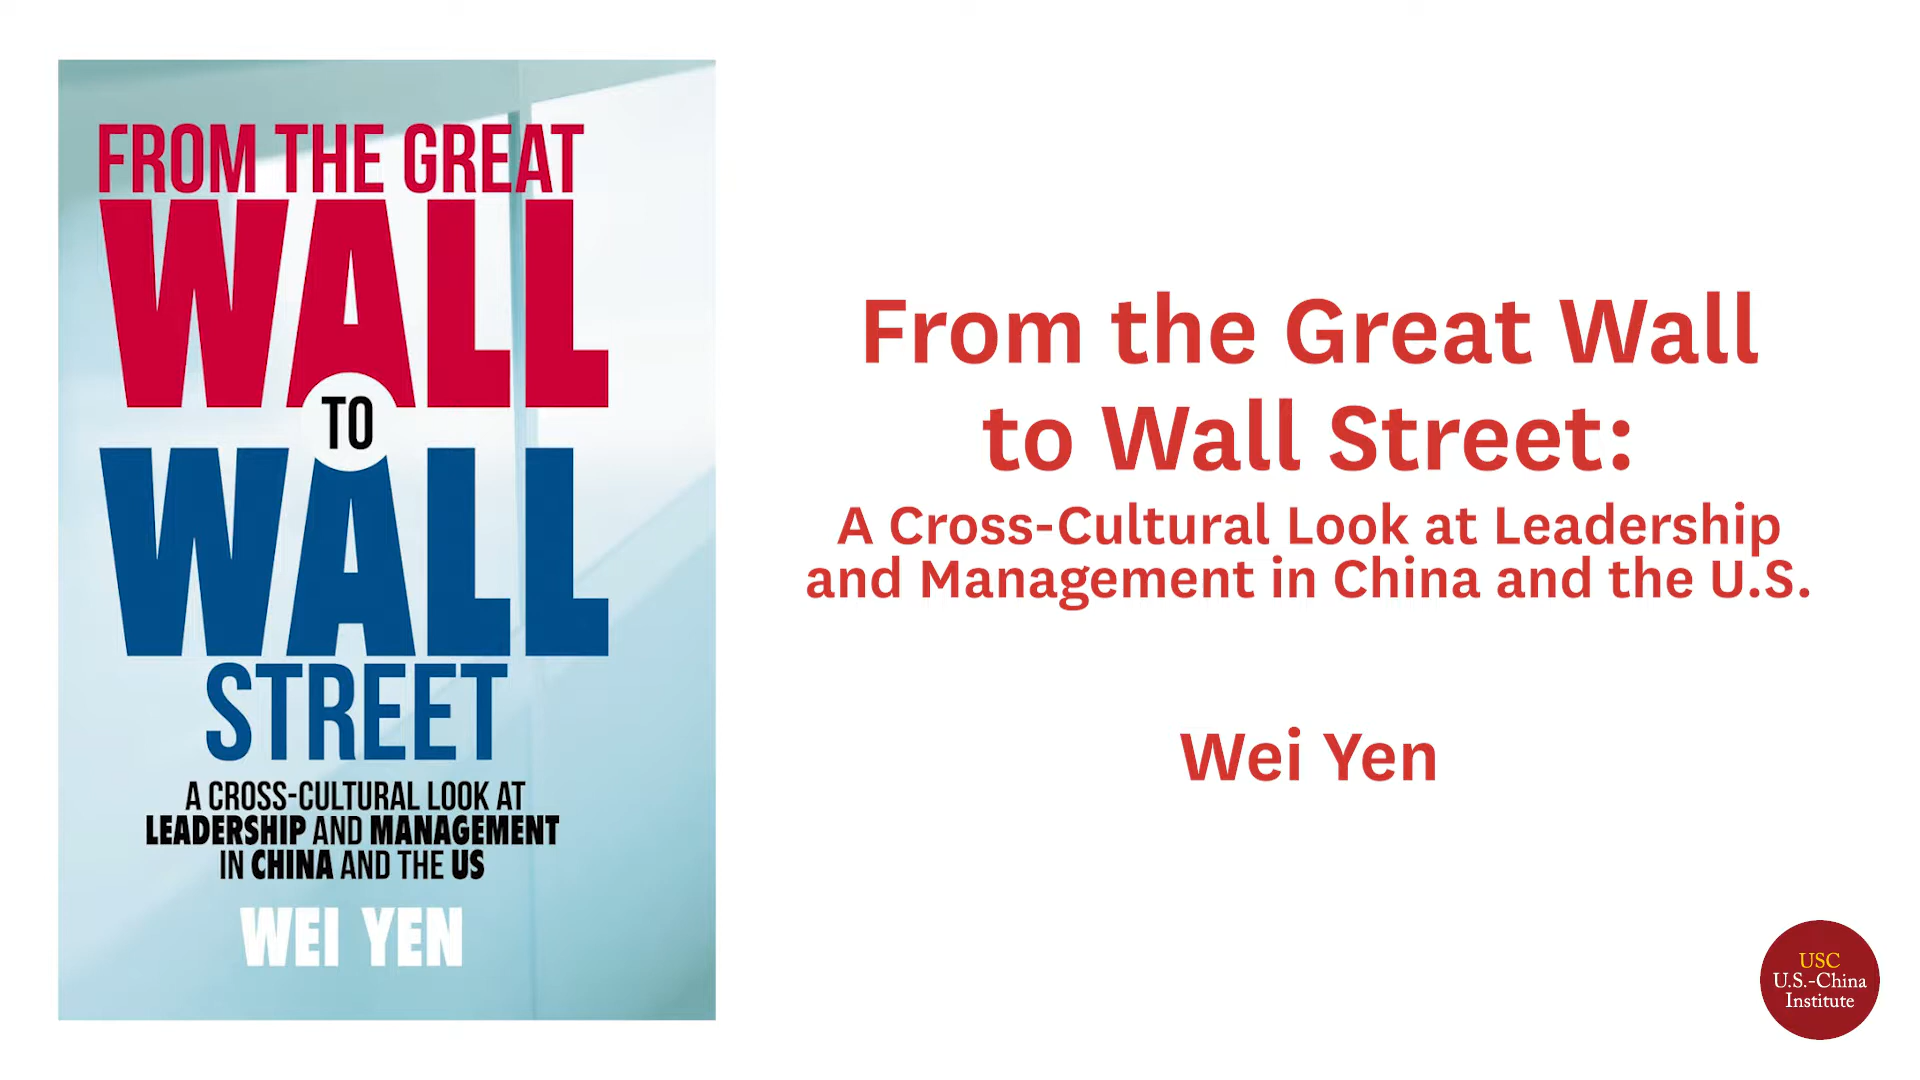 FROM THE GREAT
WALL
TO
WALL
STREET
A CROSS-CULTURAL LOOK AT
LEADERSHIP AND MANAGEMENT
IN CHINA AND THE US
WEI YEN
From the Great Wall
to Wall Street:
A Cross-Cultural Look at Leadership
and Management in China and the U.S.
Wei Yen
USC
U.S.-China
Institute